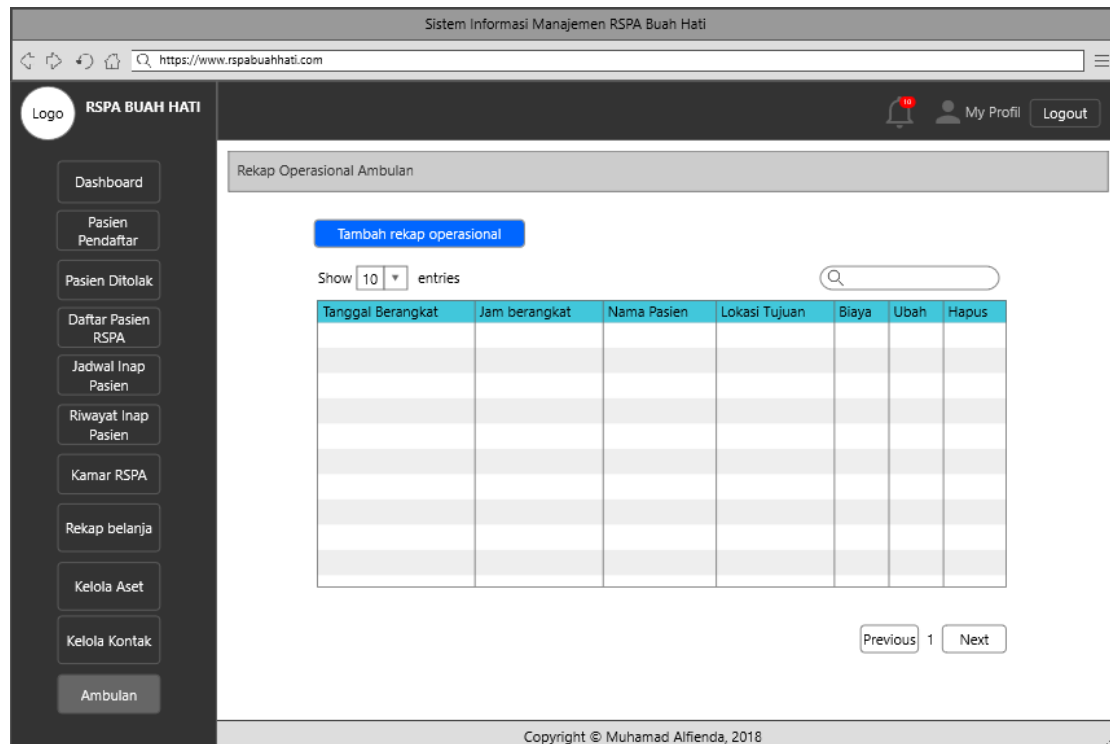 Sistem Informasi Manajemen RSPA Buah Hati
https://www.rspabuahhati.com
Logo
RSPA BUAH HATI
10
My Profil
Logout
Dashboard
Pasien
Pendaftar
Pasien Ditolak
Daftar Pasien
RSPA
Jadwal Inap
Pasien
Riwayat Inap
Pasien
Kamar RSPA
Rekap belanja
Kelola Aset
Kelola Kontak
Ambulan
Rekap Operasional Ambulan
Tambah rekap operasional
Show 10 entries
Tanggal Berangkat Jam berangkat Nama Pasien Lokasi Tujuan Biaya Ubah Hapus
Previous 1 Next
Copyright © Muhamad Alfienda, 2018